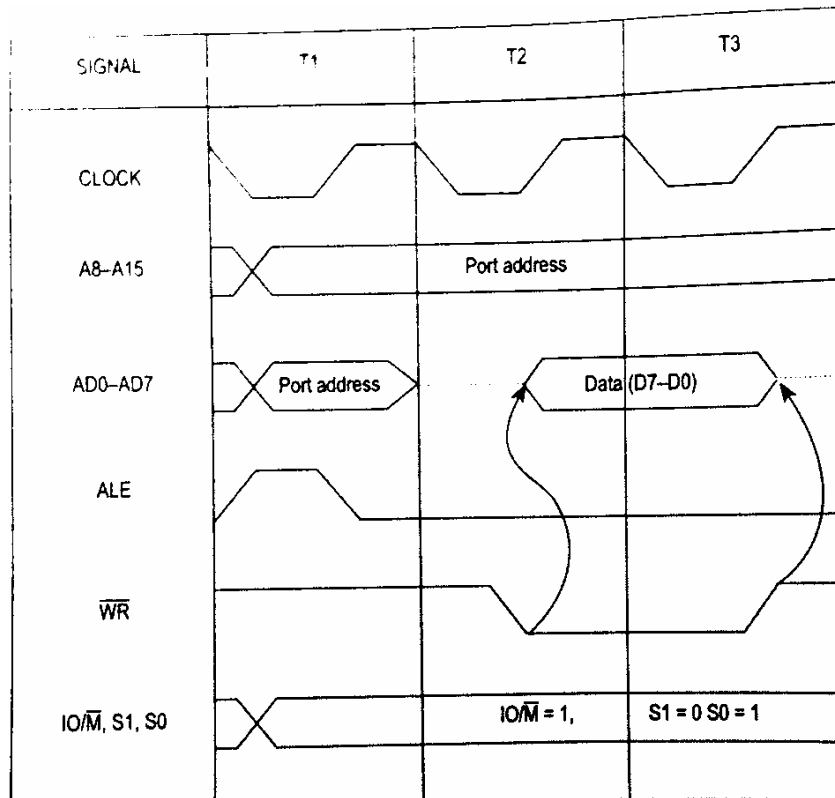 SIGNAL T1 T2 T3
CLOCK
A8–A15 Port address
AD0–AD7 Port address Data (D7–D0)
ALE
W̅R̅
IO/M̅, S1, S0 IO/M̅ = 1, S1 = 0 S0 = 1